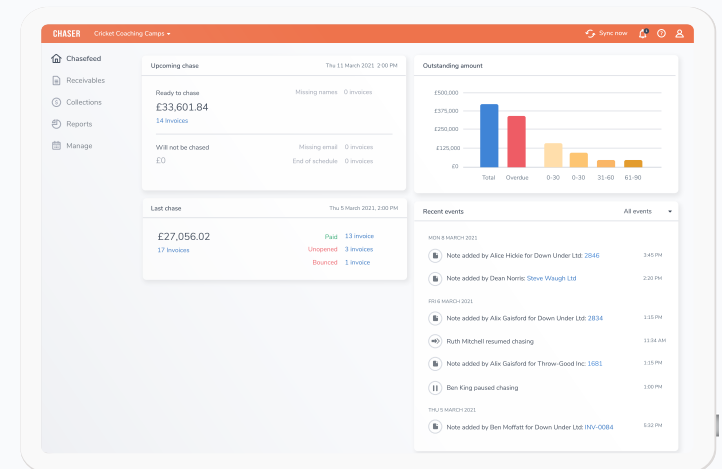 CHASER Cricket Coaching Camps Sync now
Chasefeed
Receivables
Collections
Reports
Manage
Upcoming chase Thu 11 March 2021 2:00 PM
Ready to chase Missing names 0 invoices
£33,601.84
14 Invoices
Will not be chased Missing email 0 invoices
£0 End of schedule 0 invoices
Last chase Thu 5 March 2021, 2:00 PM
£27,056.02 Paid 13 invoice
17 Invoices Unopened 3 invoices
Bounced 1 invoice
Outstanding amount
£500,000
£375,000
£250,000
£125,000
£0
Total Overdue 0-30 0-30 31-60 61-90
Recent events All events
MON 8 MARCH 2021
Note added by Alice Hickie for Down Under Ltd: 2846 3:45 PM
Note added by Dean Norris: Steve Waugh Ltd 2:20 PM
FRI 6 MARCH 2021
Note added by Alix Gaisford for Down Under Ltd: 2834 1:15 PM
Ruth Mitchell resumed chasing 11:34 AM
Note added by Alix Gaisford for Throw-Good Inc: 1681 1:15 PM
Ben King paused chasing 1:00 PM
THU 5 MARCH 2021
Note added by Ben Moffatt for Down Under Ltd: INV-0084 5:22 PM